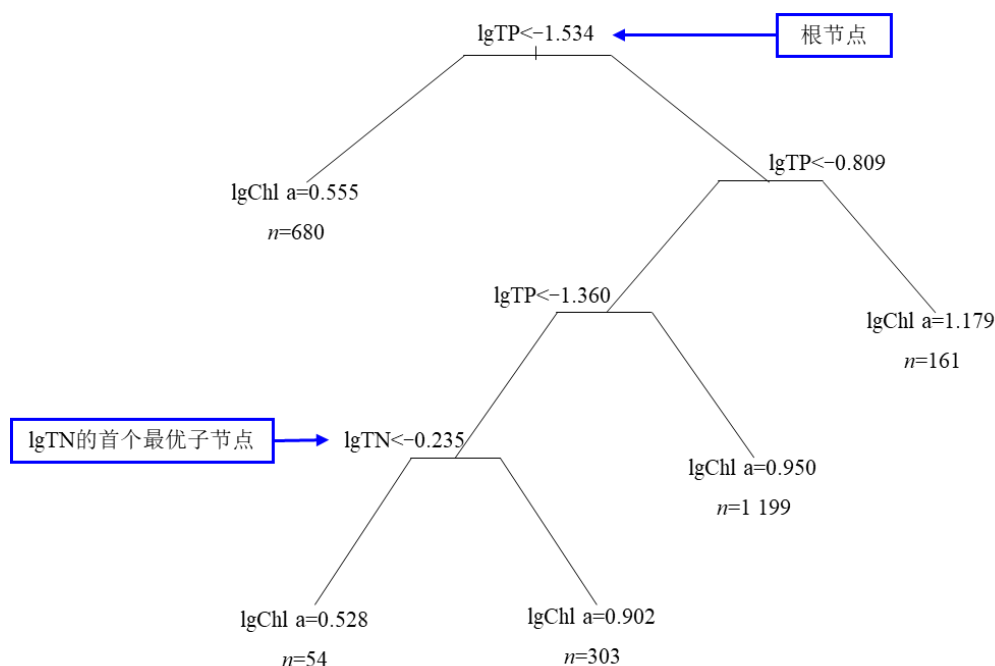 lgTP<−1.534
根节点
lgTP<−0.809
lgChl a=0.555
n=680
lgTP<−1.360
lgChl a=1.179
n=161
lgTN的首个最优子节点
lgTN<−0.235
lgChl a=0.950
n=1 199
lgChl a=0.528
n=54
lgChl a=0.902
n=303